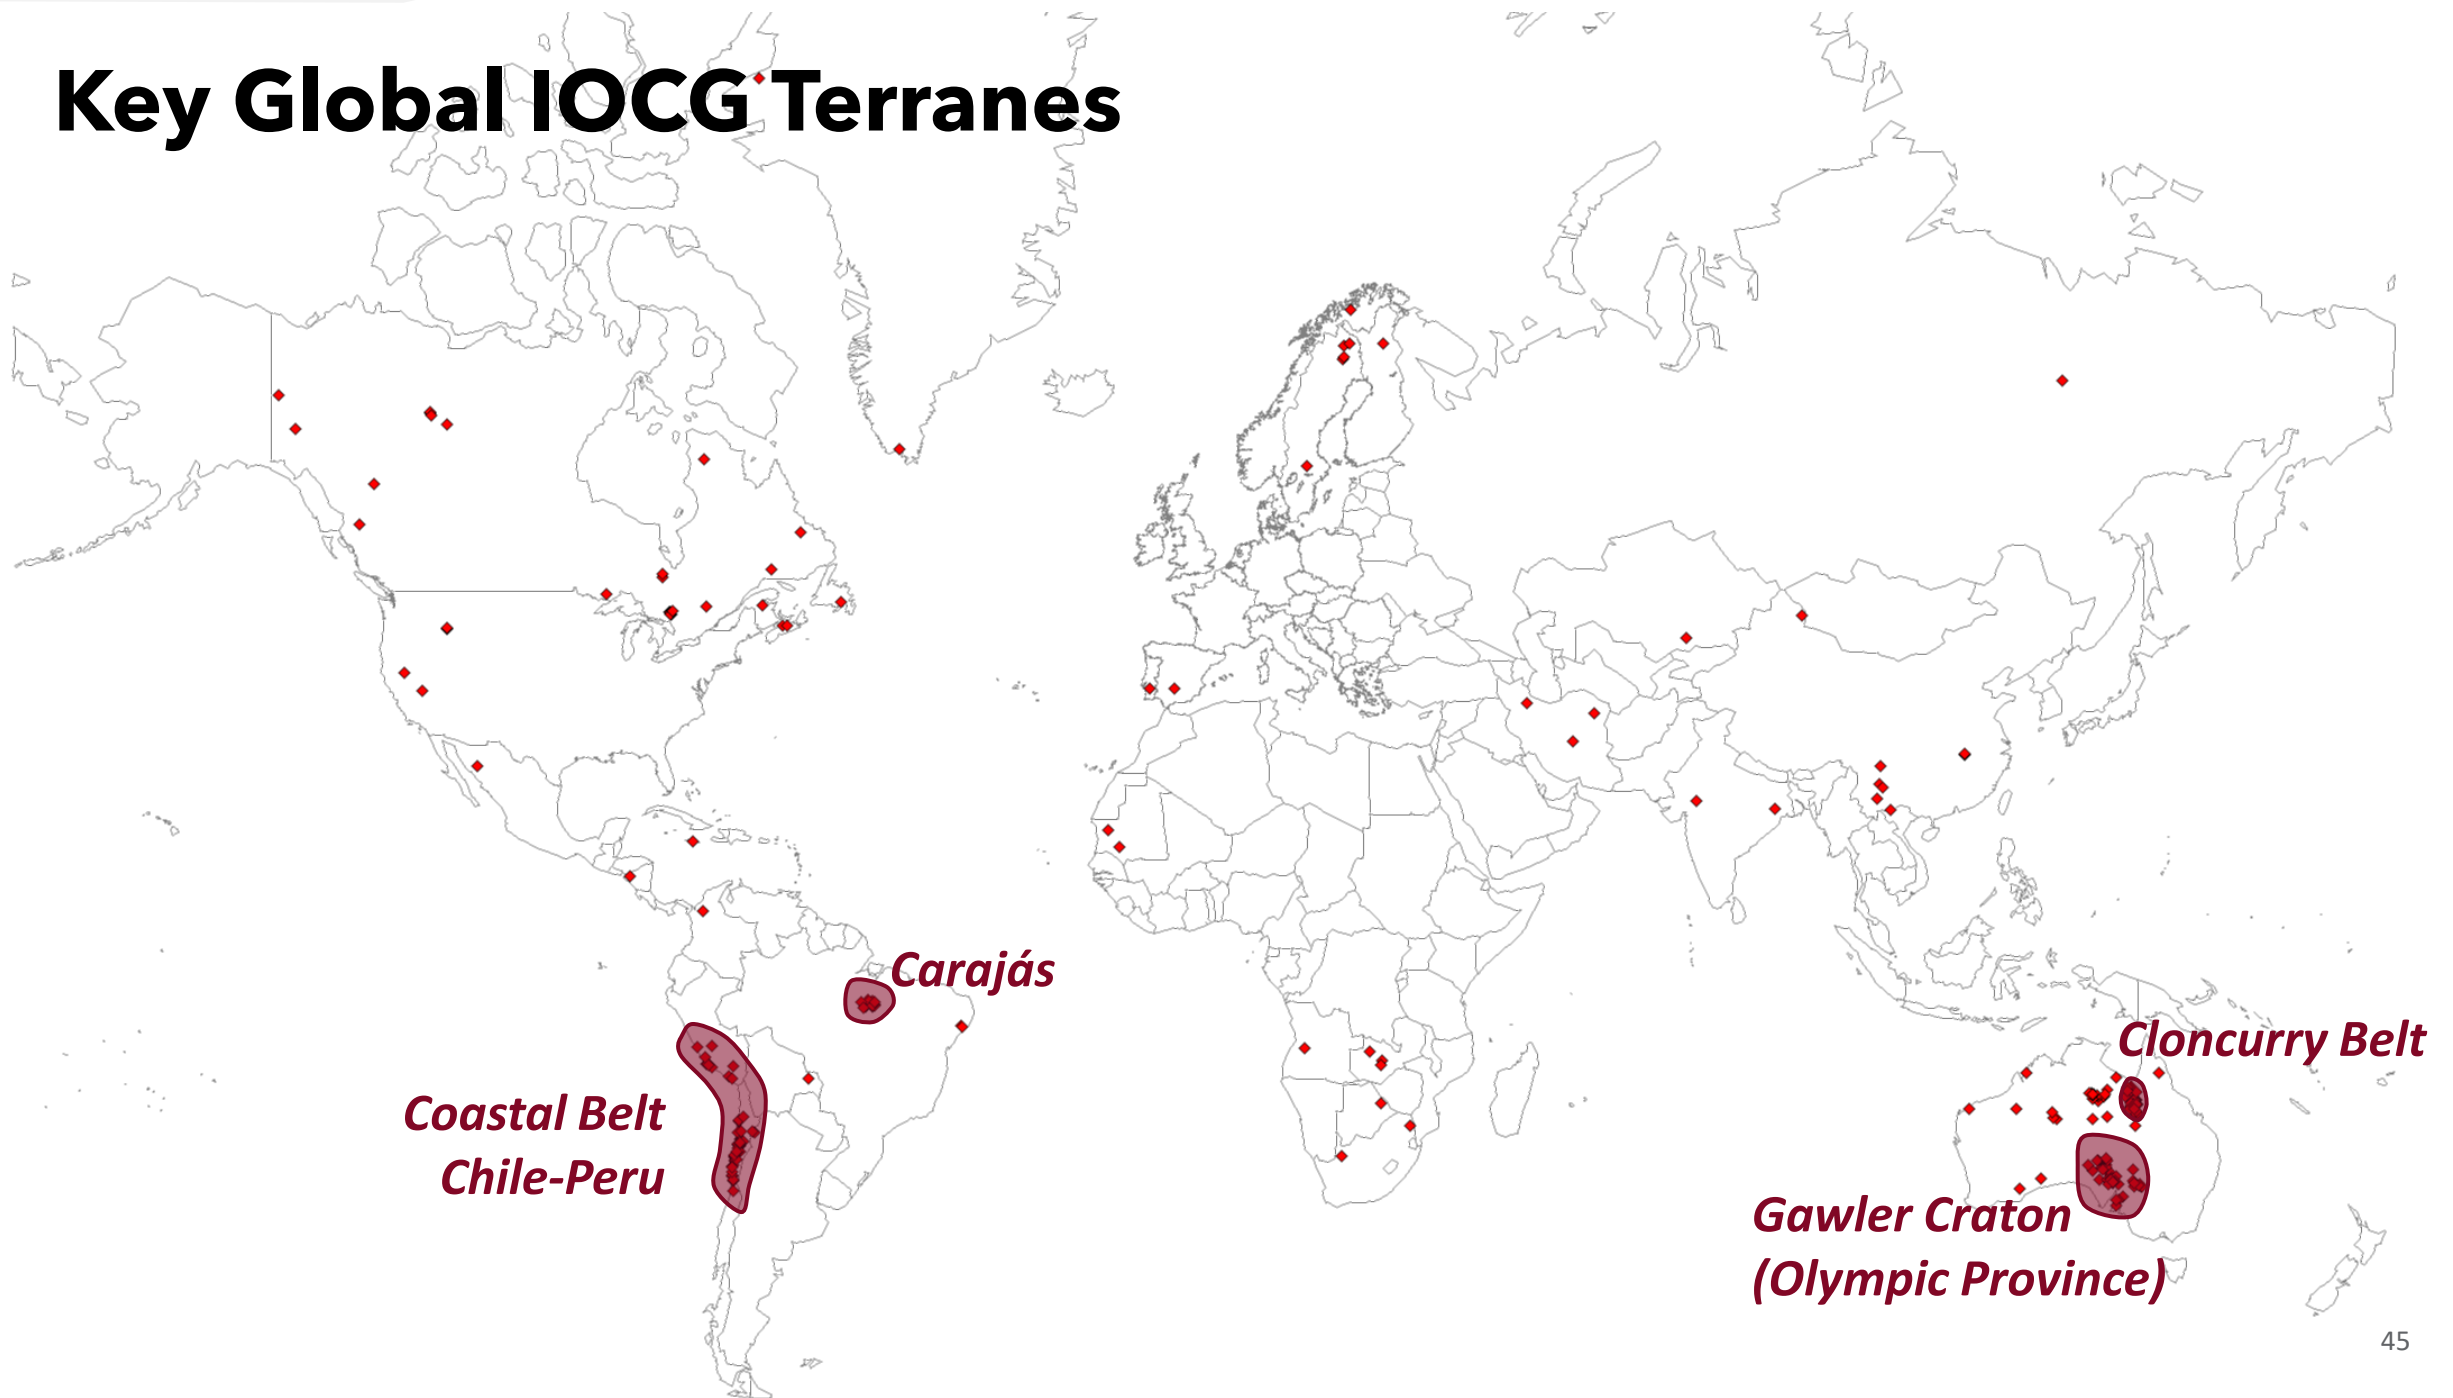 Key Global IOCG Terranes
Carajás
Cloncurry Belt
Coastal Belt
Chile-Peru
Gawler Craton
(Olympic Province)
45